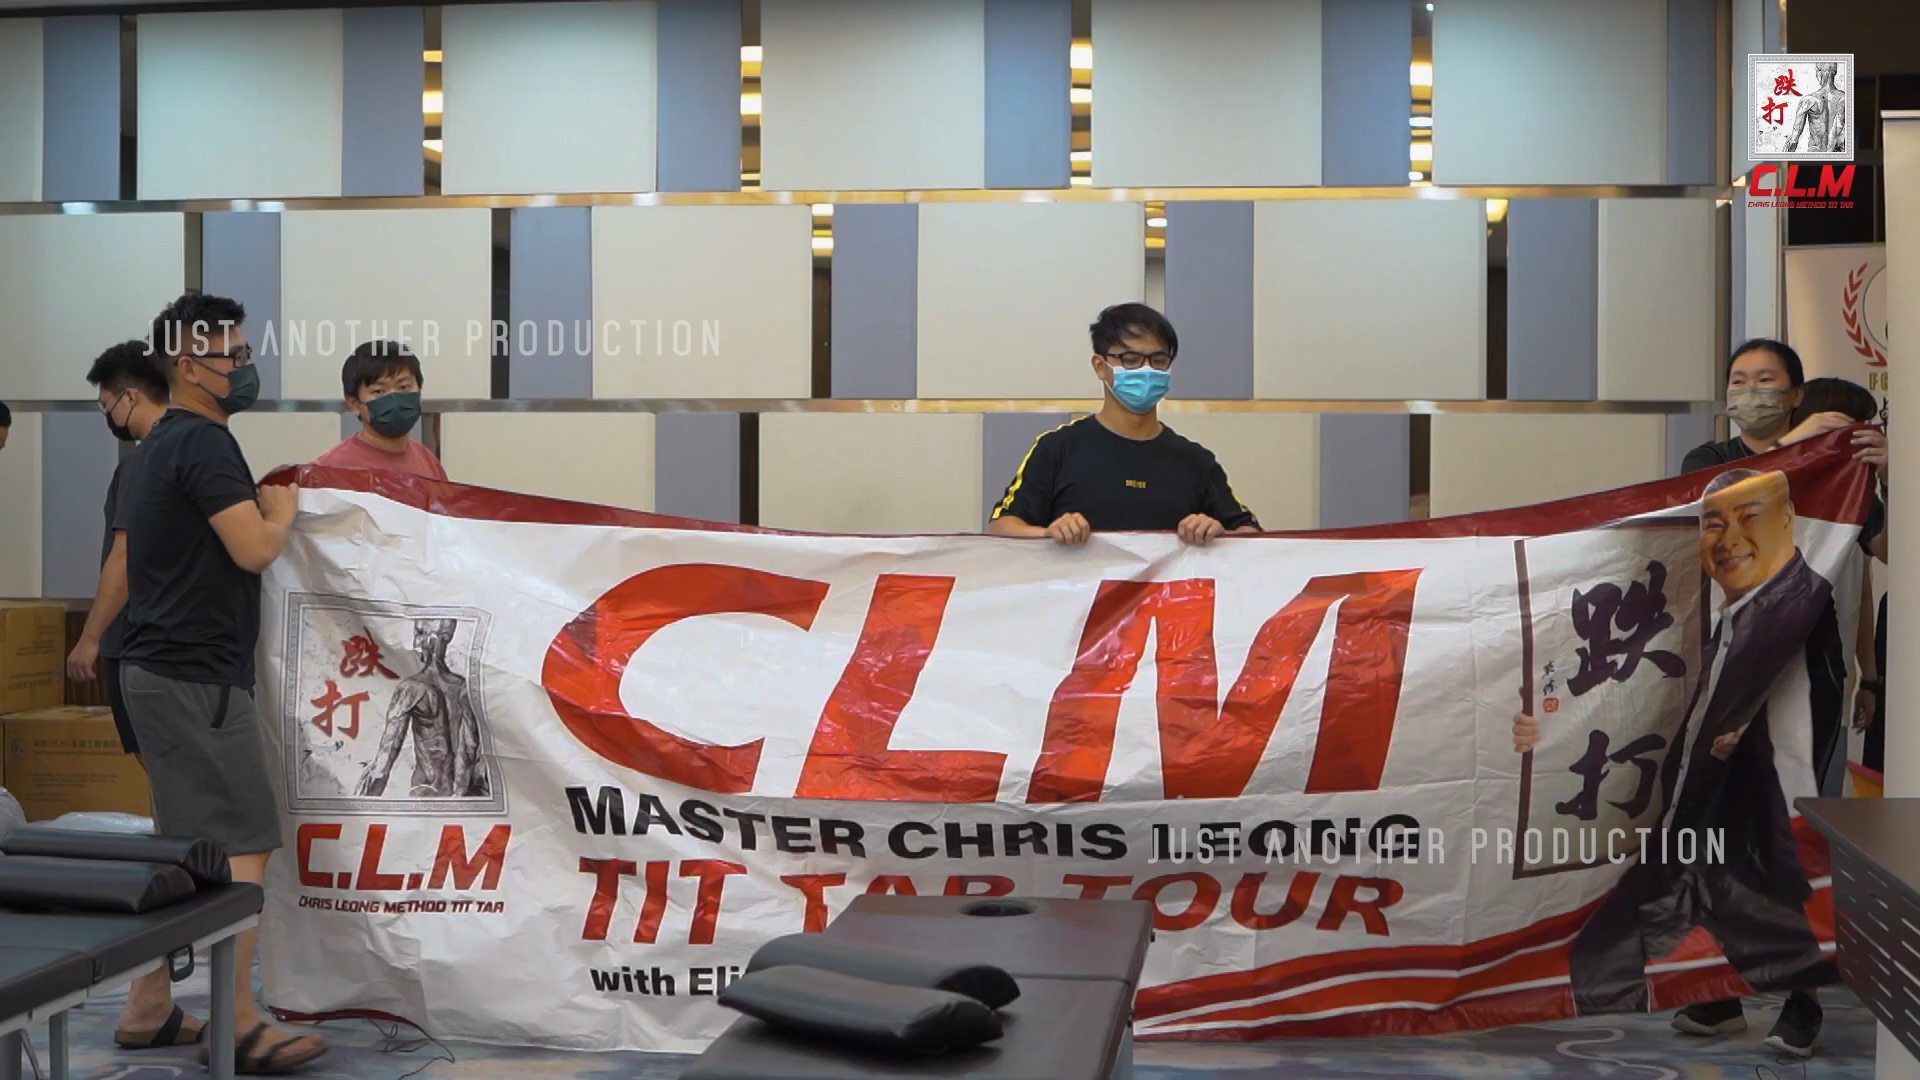 跌
打
C.L.M
CHRIS LEONG METHOD TIT TAR
JUST ANOTHER PRODUCTION
跌
打
C.L.M
CHRIS LEONG METHOD TIT TAR
CLM
MASTER CHRIS LEONG
TIT TAR TOUR
with Eli
跌
打
JUST ANOTHER PRODUCTION